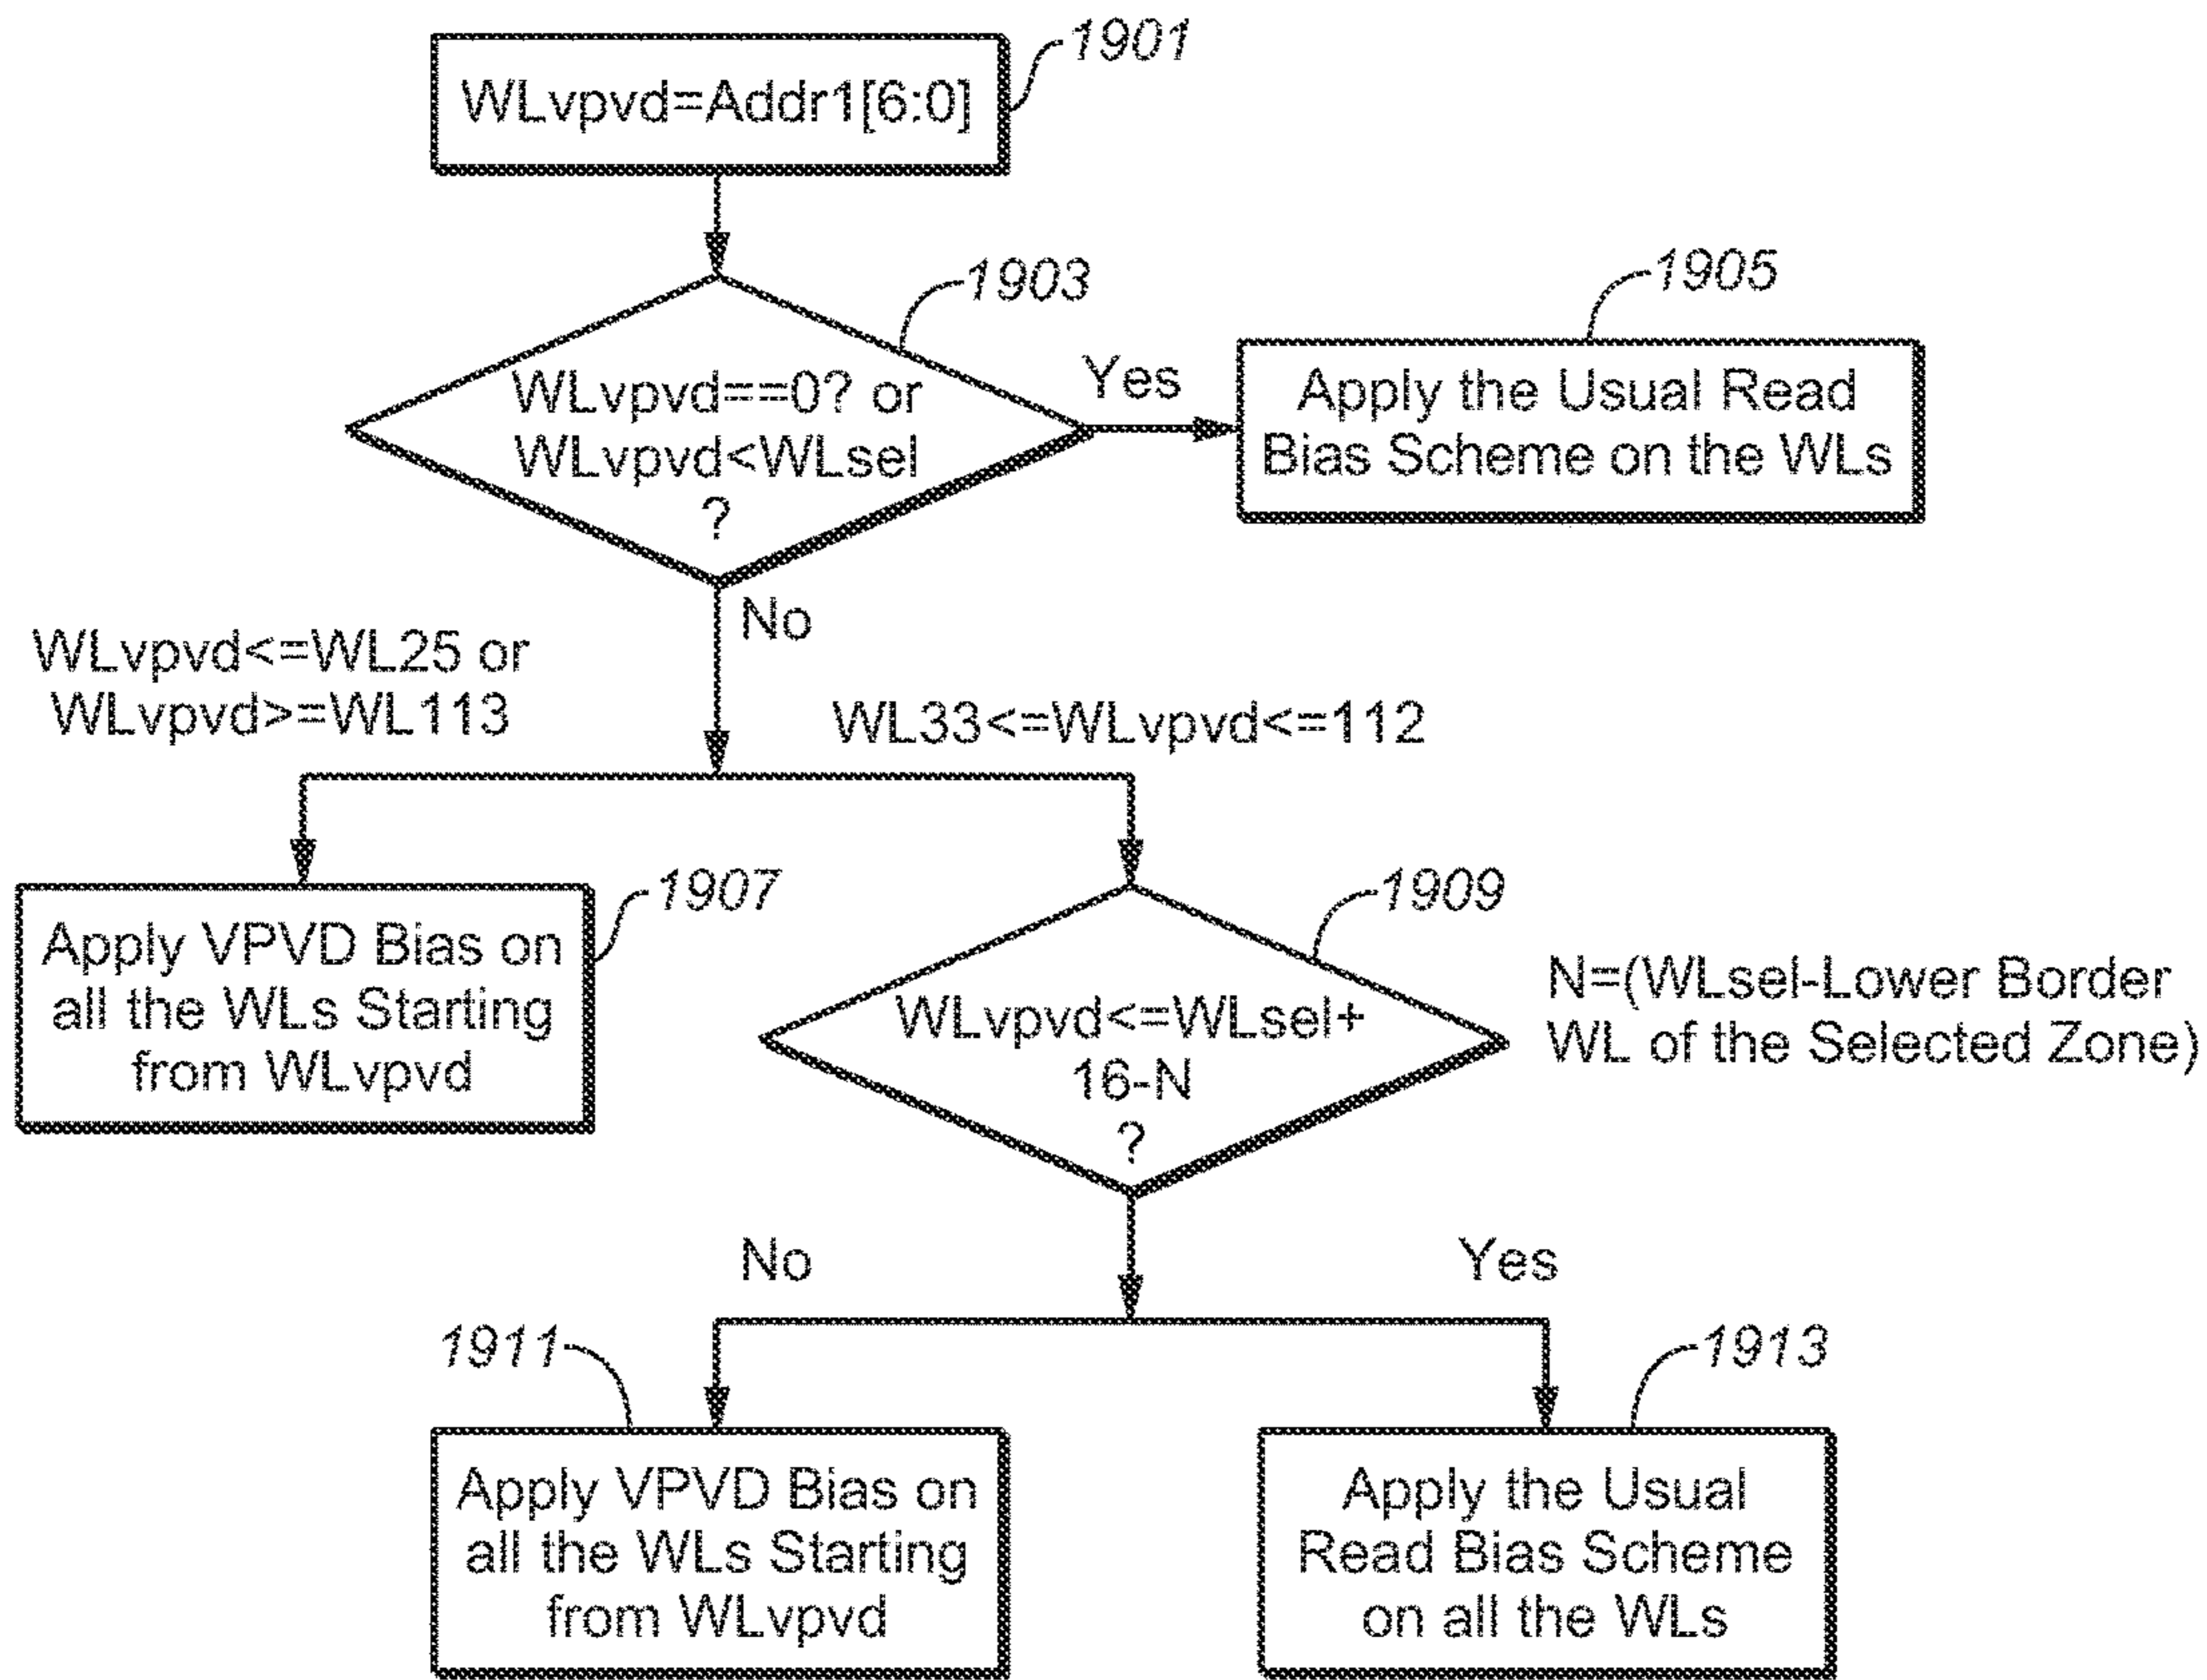 1901
WLvpvd=Addr1[6:0]
1903
WLvpvd==0? or
WLvpvd<WLsel
?
Yes
1905
Apply the Usual Read
Bias Scheme on the WLs
No
WLvpvd<=WL25 or
WLvpvd>=WL113
WL33<=WLvpvd<=112
1907
Apply VPVD Bias on
all the WLs Starting
from WLvpvd
1909
WLvpvd<=WLsel+
16-N
?
N=(WLsel-Lower Border
WL of the Selected Zone)
No
Yes
1911
Apply VPVD Bias on
all the WLs Starting
from WLvpvd
1913
Apply the Usual
Read Bias Scheme
on all the WLs